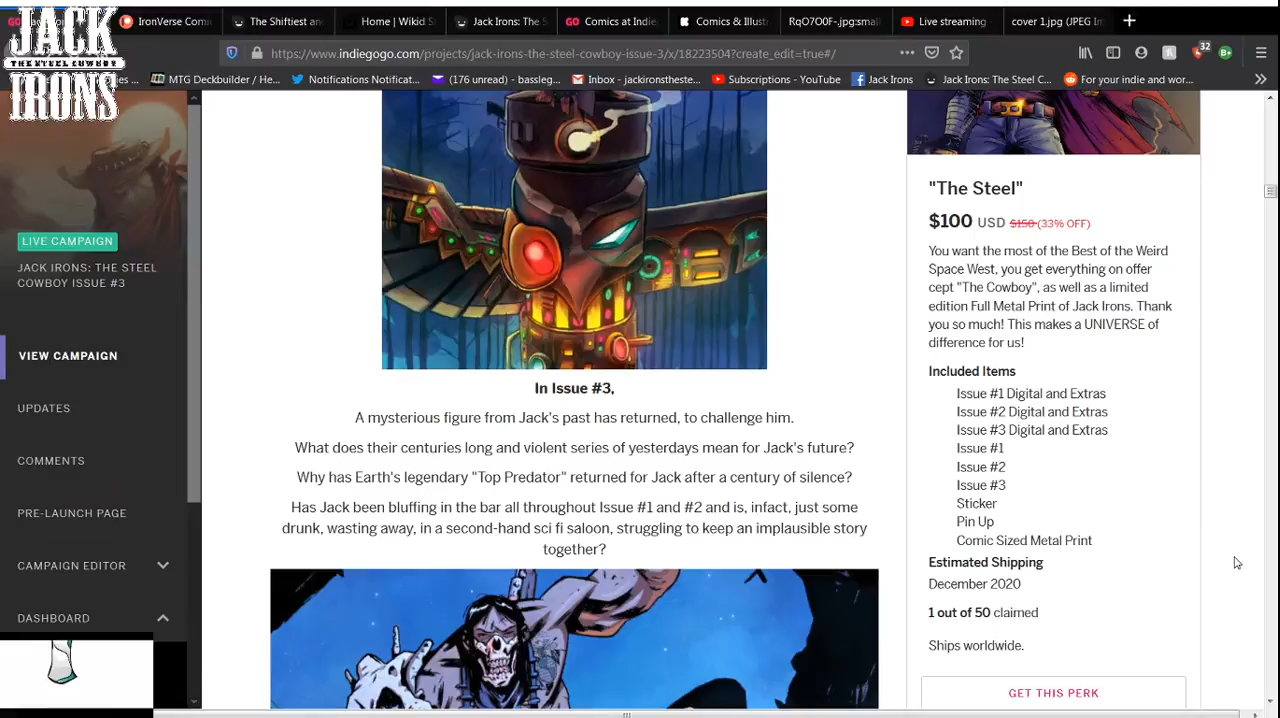 JACK
THE STEEL COWBOY
IRONS
GO
IronVerse Comi
The Shiftiest an
Home | Wikid S
Jack Irons: The S
GO Comics at Indie
Comics & Illust
RqO7O0F-.jpg:small
Live streaming
cover 1.jpg (JPEG Im
https://www.indiegogo.com/projects/jack-irons-the-steel-cowboy-issue-3/x/18223504?create_edit=true#/
32
B+
es...
MTG Deckbuilder / He...
Notifications Notificat...
(176 unread) - bassleg...
Inbox - jackironstheste...
Subscriptions - YouTube
Jack Irons
Jack Irons: The Steel C...
For your indie and wor...
LIVE CAMPAIGN
JACK IRONS: THE STEEL
COWBOY ISSUE #3
VIEW CAMPAIGN
UPDATES
COMMENTS
PRE-LAUNCH PAGE
CAMPAIGN EDITOR
DASHBOARD
In Issue #3,
A mysterious figure from Jack's past has returned, to challenge him.
What does their centuries long and violent series of yesterdays mean for Jack's future?
Why has Earth's legendary "Top Predator" returned for Jack after a century of silence?
Has Jack been bluffing in the bar all throughout Issue #1 and #2 and is, infact, just some
drunk, wasting away, in a second-hand sci fi saloon, struggling to keep an implausible story
together?
"The Steel"
$100 USD $150 (33% OFF)
You want the most of the Best of the Weird
Space West, you get everything on offer
cept "The Cowboy", as well as a limited
edition Full Metal Print of Jack Irons. Thank
you so much! This makes a UNIVERSE of
difference for us!
Included Items
Issue #1 Digital and Extras
Issue #2 Digital and Extras
Issue #3 Digital and Extras
Issue #1
Issue #2
Issue #3
Sticker
Pin Up
Comic Sized Metal Print
Estimated Shipping
December 2020
1 out of 50 claimed
Ships worldwide.
GET THIS PERK